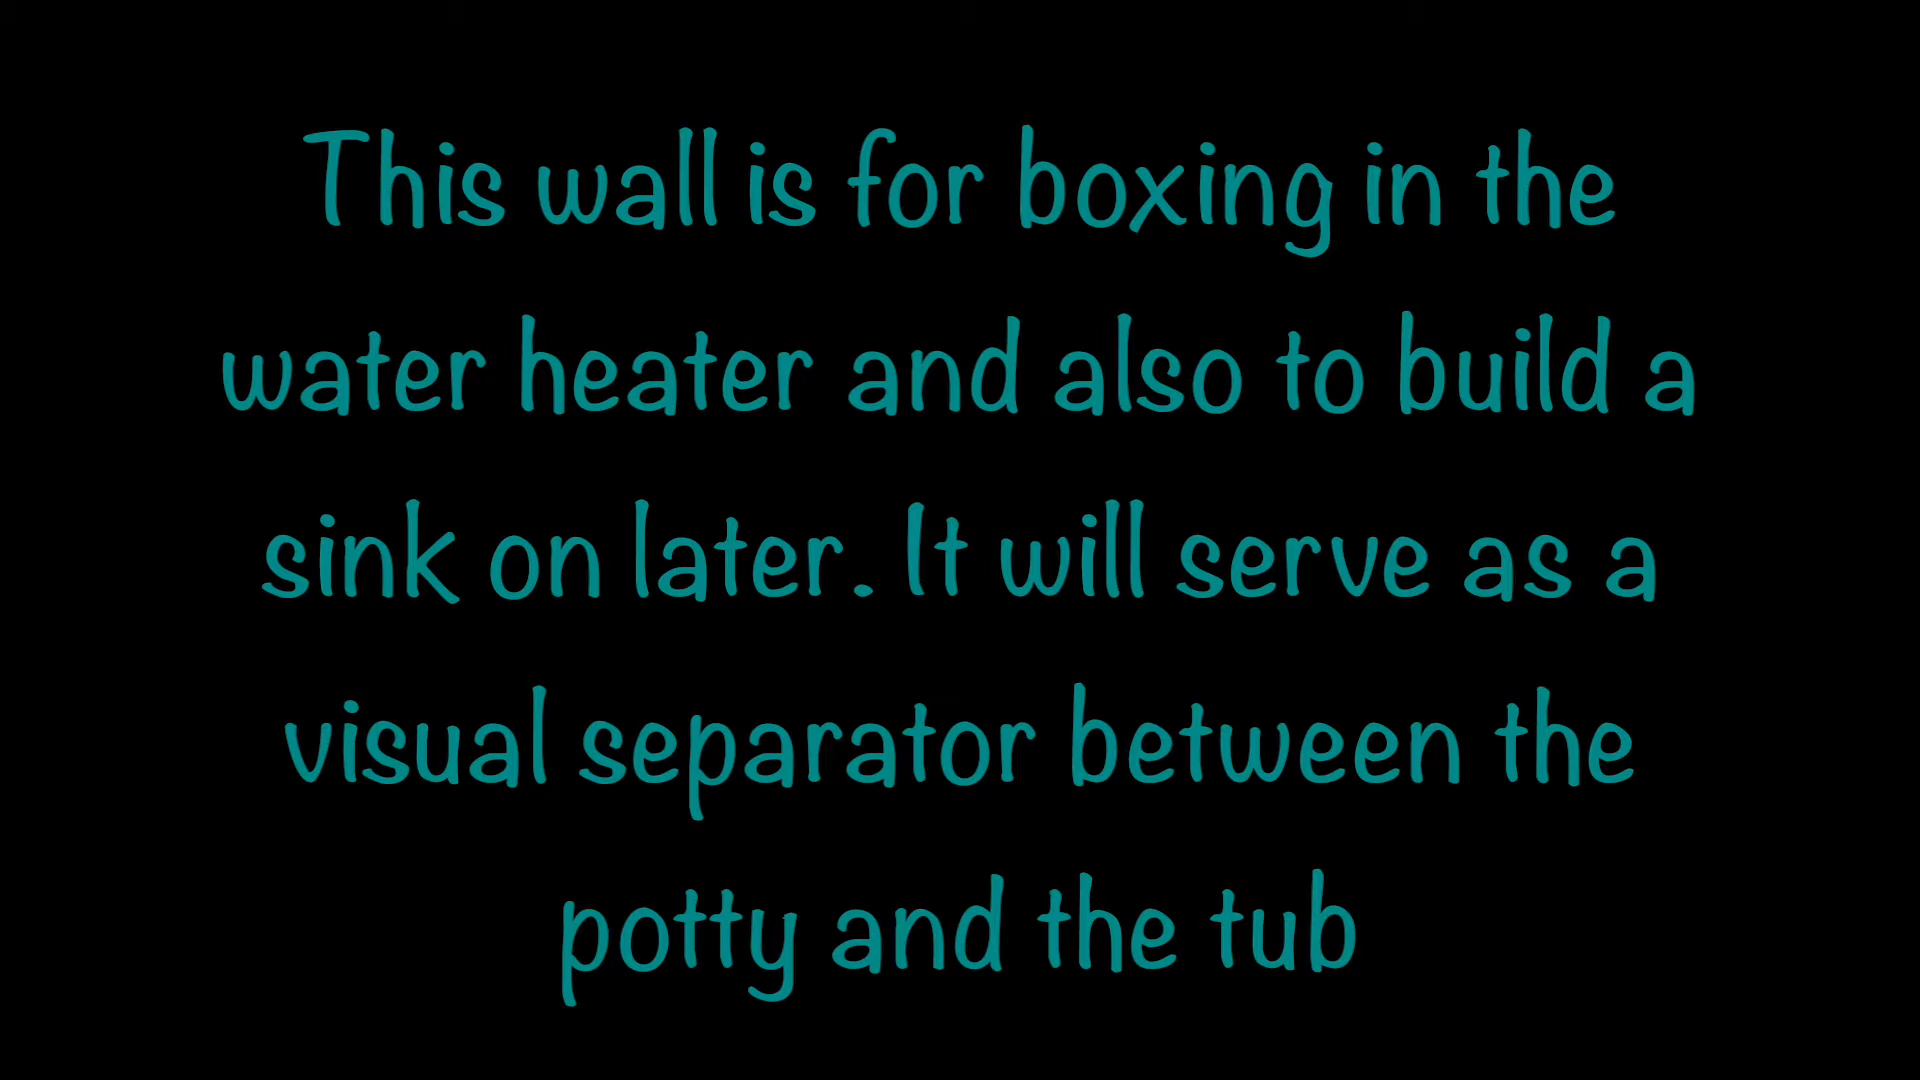 This wall is for boxing in the
water heater and also to build a
sink on later. It will serve as a
visual separator between the
potty and the tub